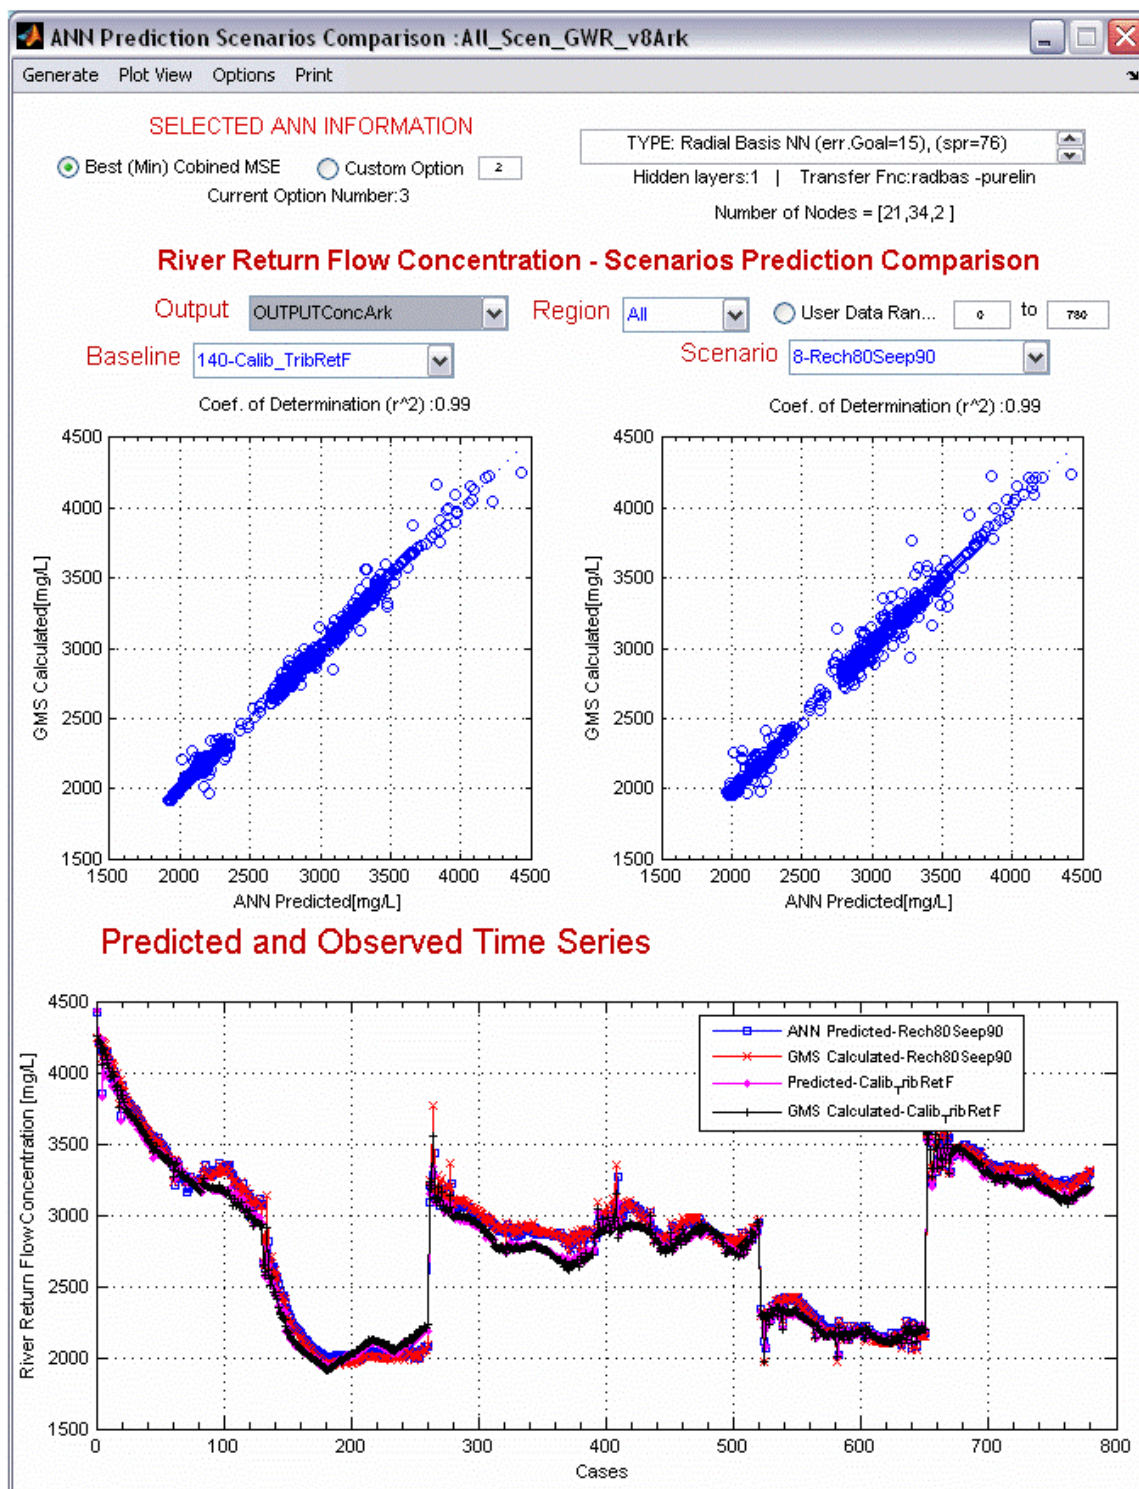 ANN Prediction Scenarios Comparison :All_Scen_GWR_v8Ark
Generate Plot View Options Print
SELECTED ANN INFORMATION
Best (Min) Cobined MSE Custom Option 2
Current Option Number:3
TYPE: Radial Basis NN (err.Goal=15), (spr=76)
Hidden layers:1 | Transfer Fnc:radbas -purelin
Number of Nodes = [21,34,2 ]
River Return Flow Concentration - Scenarios Prediction Comparison
Output OUTPUTConcArk Region All User Data Ran... 0 to 780
Baseline 140-Calib_TribRetF Scenario 8-Rech80Seep90
Coef. of Determination (r^2) :0.99
4500
4000
3500
3000
2500
2000
1500
GMS Calculated[mg/L]
1500 2000 2500 3000 3500 4000 4500
ANN Predicted[mg/L]
Coef. of Determination (r^2) :0.99
4500
4000
3500
3000
2500
2000
1500
GMS Calculated[mg/L]
1500 2000 2500 3000 3500 4000 4500
ANN Predicted[mg/L]
Predicted and Observed Time Series
4500
4000
3500
3000
2500
2000
1500
River Return FlowConcentration [mg/L]
ANN Predicted-Rech80Seep90
GMS Calculated-Rech80Seep90
Predicted-Calib_TribRetF
GMS Calculated-Calib_TribRetF
0 100 200 300 400 500 600 700 800
Cases